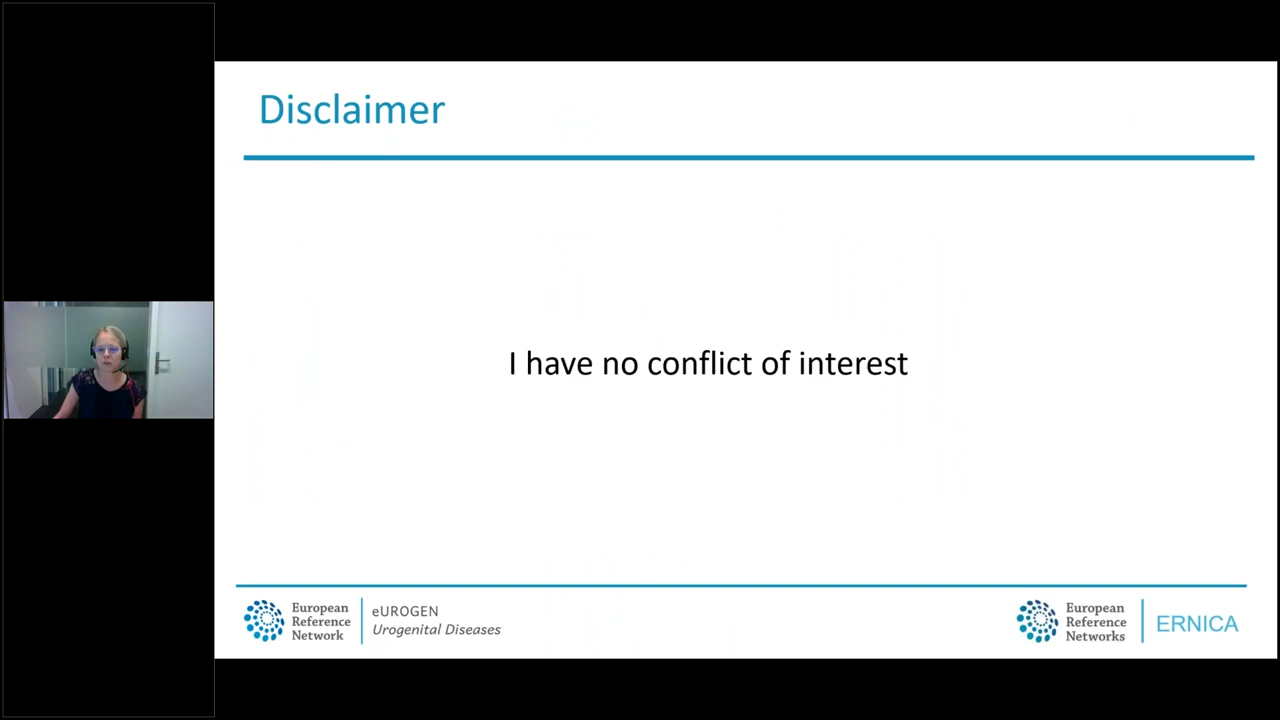 Disclaimer
I have no conflict of interest
European
Reference
Network
eUROGEN
Urogenital Diseases
European
Reference
Networks
ERNICA